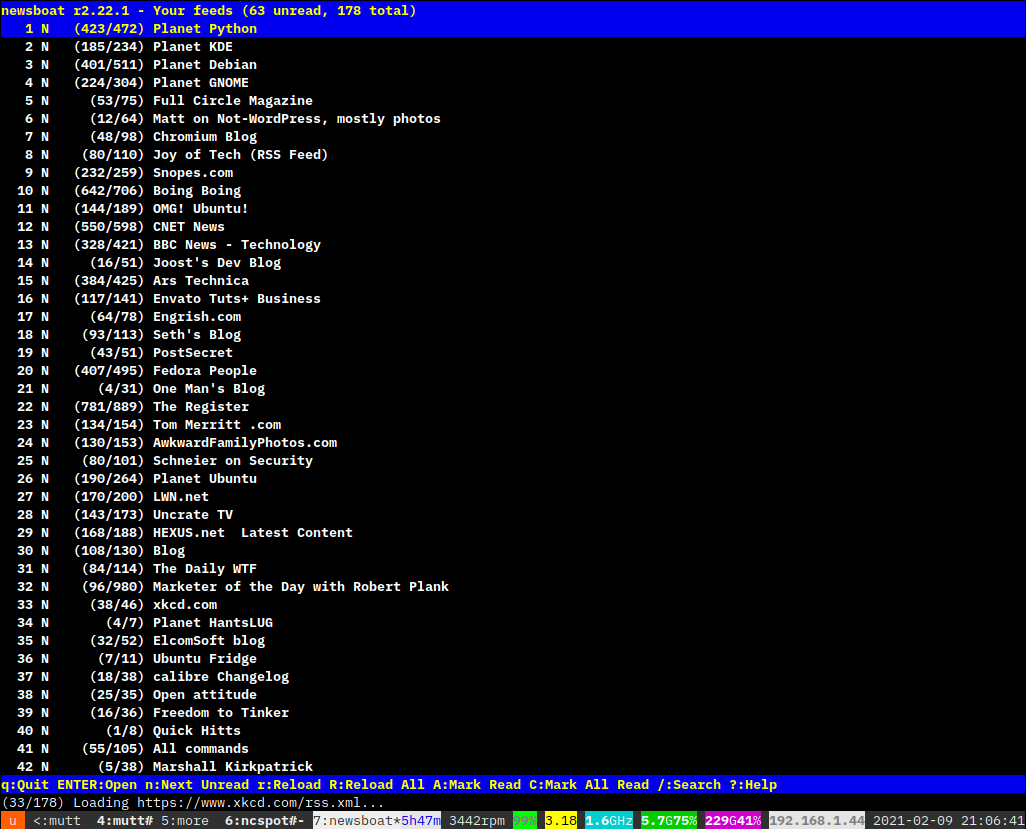 newsboat r2.22.1 - Your feeds (63 unread, 178 total)
1 N (423/472) Planet Python
2 N (185/234) Planet KDE
3 N (401/511) Planet Debian
4 N (224/304) Planet GNOME
5 N (53/75) Full Circle Magazine
6 N (12/64) Matt on Not-WordPress, mostly photos
7 N (48/98) Chromium Blog
8 N (80/110) Joy of Tech (RSS Feed)
9 N (232/259) Snopes.com
10 N (642/706) Boing Boing
11 N (144/189) OMG! Ubuntu!
12 N (550/598) CNET News
13 N (328/421) BBC News - Technology
14 N (16/51) Joost's Dev Blog
15 N (384/425) Ars Technica
16 N (117/141) Envato Tuts+ Business
17 N (64/78) Engrish.com
18 N (93/113) Seth's Blog
19 N (43/51) PostSecret
20 N (407/495) Fedora People
21 N (4/31) One Man's Blog
22 N (781/889) The Register
23 N (134/154) Tom Merritt .com
24 N (130/153) AwkwardFamilyPhotos.com
25 N (80/101) Schneier on Security
26 N (190/264) Planet Ubuntu
27 N (170/200) LWN.net
28 N (143/173) Uncrate TV
29 N (168/188) HEXUS.net  Latest Content
30 N (108/130) Blog
31 N (84/114) The Daily WTF
32 N (96/980) Marketer of the Day with Robert Plank
33 N (38/46) xkcd.com
34 N (4/7) Planet HantsLUG
35 N (32/52) ElcomSoft blog
36 N (7/11) Ubuntu Fridge
37 N (18/38) calibre Changelog
38 N (25/35) Open attitude
39 N (16/36) Freedom to Tinker
40 N (1/8) Quick Hitts
41 N (55/105) All commands
42 N (5/38) Marshall Kirkpatrick
q:Quit ENTER:Open n:Next Unread r:Reload R:Reload All A:Mark Read C:Mark All Read /:Search ?:Help
(33/178) Loading https://www.xkcd.com/rss.xml...
u <:mutt 4:mutt# 5:more 6:ncspot#- 7:newsboat*5h47m 3442rpm 99% 3.18 1.6GHz 5.7G75% 229G41% 192.168.1.44 2021-02-09 21:06:41